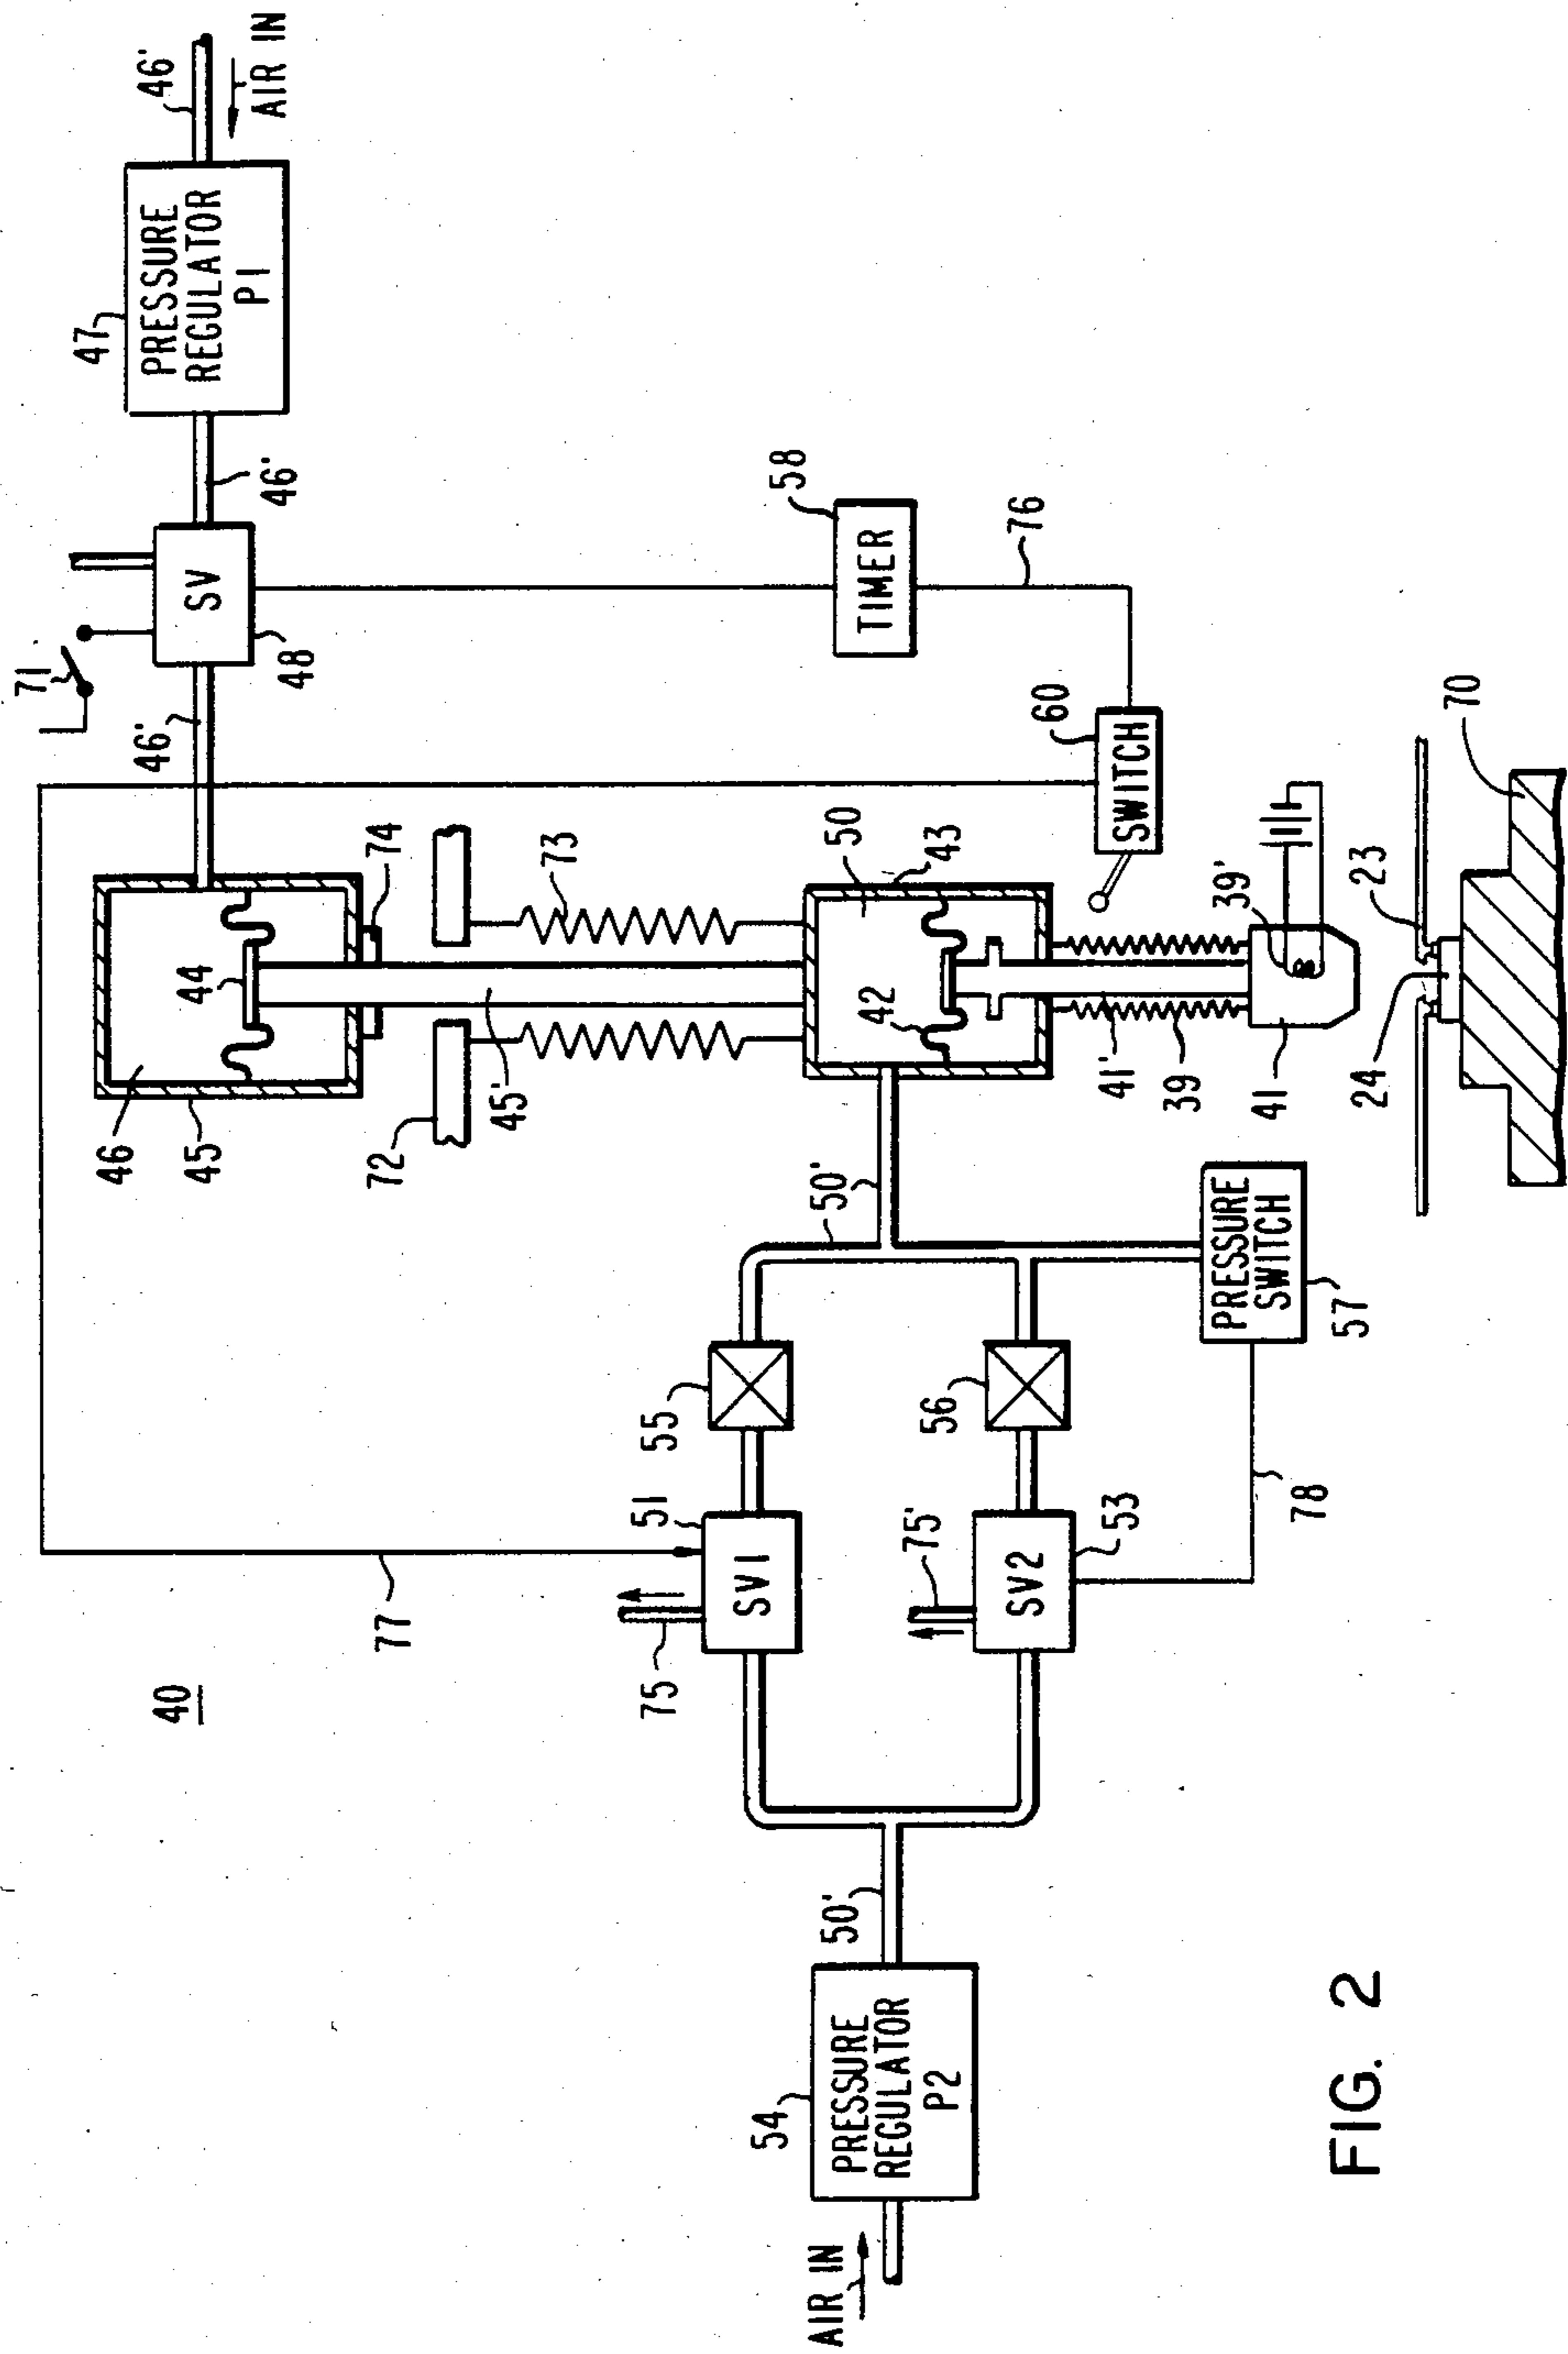 40
77
71
46'
AIR IN
46'
46'
47
PRESSURE
REGULATOR
P1
SV
48
46
45
44
74
72
45'
73
58
TIMER
76
60
SWITCH
50
43
42
41'
39
41
39'
23
24
70
50'
50'
PRESSURE
SWITCH
57
55
56
51
SV1
75
75'
SV2
53
78
50'
54
PRESSURE
REGULATOR
P2
AIR IN
FIG. 2